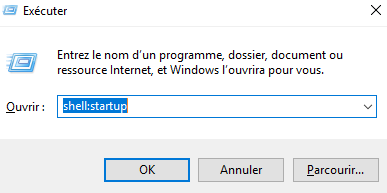 Exécuter
Entrez le nom d'un programme, dossier, document ou
ressource Internet, et Windows l'ouvrira pour vous.
Ouvrir : shell:startup
OK Annuler Parcourir...